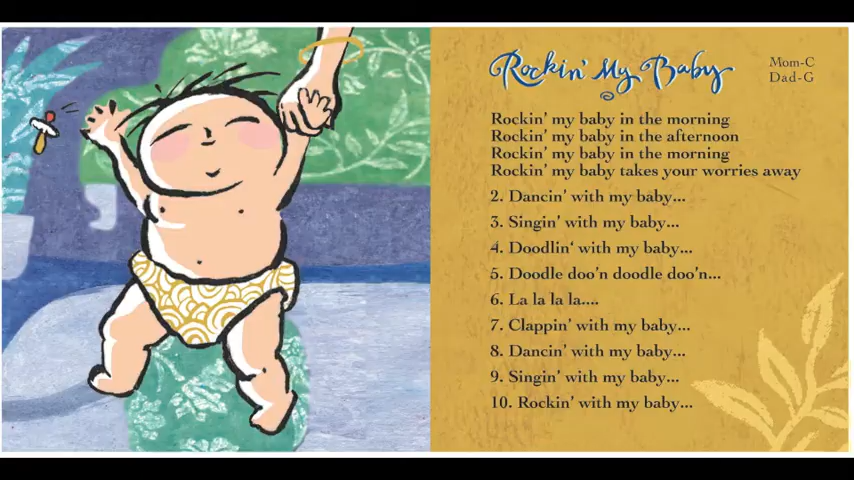 Rockin' My Baby
Mom-C
Dad-G
Rockin' my baby in the morning
Rockin' my baby in the afternoon
Rockin' my baby in the morning
Rockin' my baby takes your worries away
2. Dancin' with my bąby...
3. Singin' with my baby...
4. Doodlin‘ with my baby...
5. Doodle doo'n doodle doo'n...
6. La la la la....
7. Clappin' with my baby...
8. Dancin' with my baby...
9. Singin' with my baby...
10. Rockin' with my baby...